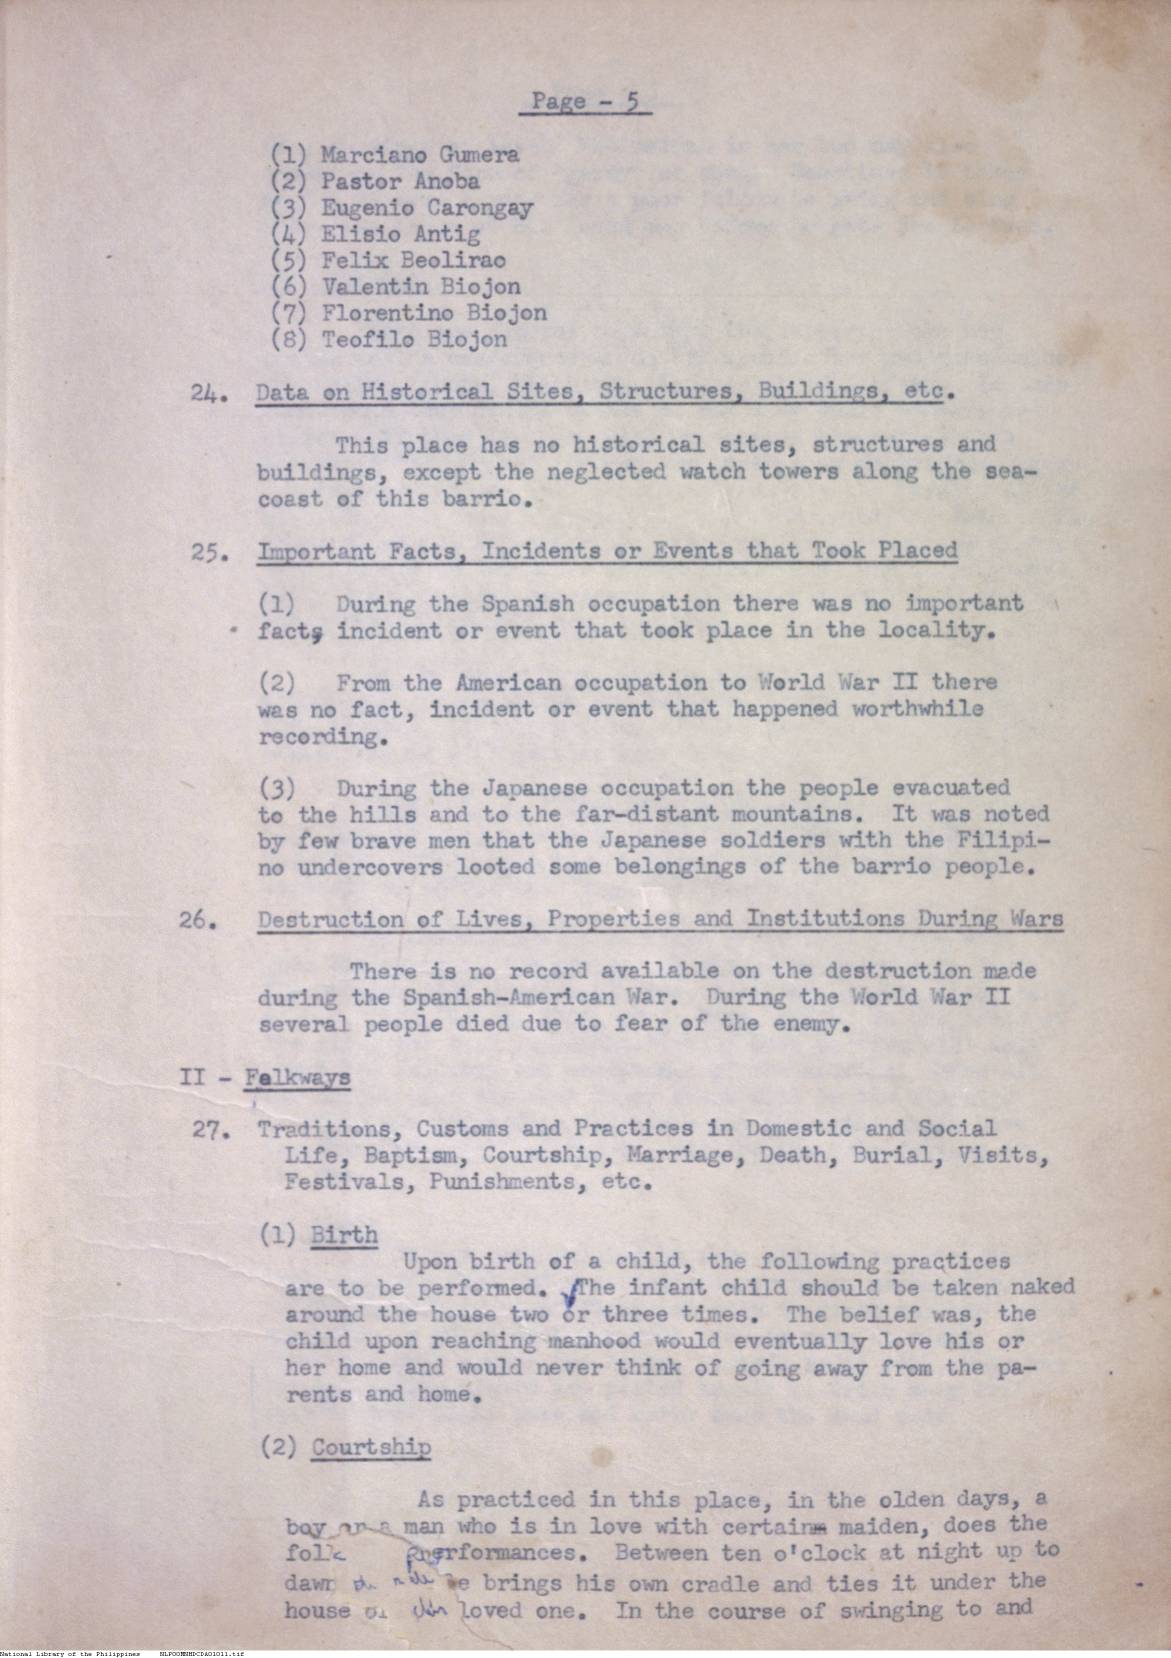 Page - 5
(1) Marciano Gumera
(2) Pastor Anoba
(3) Eugenio Carongay
(4) Elisio Antig
(5) Felix Beolirao
(6) Valentin Biojon
(7) Florentino Biojon
(8) Teofilo Biojon
24. Data on Historical Sites, Structures, Buildings, etc.
This place has no historical sites, structures and
buildings, except the neglected watch towers along the sea-
coast of this barrio.
25. Important Facts, Incidents or Events that Took Placed
(1) During the Spanish occupation there was no important
fact, incident or event that took place in the locality.
(2) From the American occupation to World War II there
was no fact, incident or event that happened worthwhile
recording.
(3) During the Japanese occupation the people evacuated
to the hills and to the far-distant mountains. It was noted
by few brave men that the Japanese soldiers with the Filipi-
no undercovers looted some belongings of the barrio people.
26. Destruction of Lives, Properties and Institutions During Wars
There is no record available on the destruction made
during the Spanish-American War. During the World War II
several people died due to fear of the enemy.
II - Folkways
27. Traditions, Customs and Practices in Domestic and Social
Life, Baptism, Courtship, Marriage, Death, Burial, Visits,
Festivals, Punishments, etc.
(1) Birth
Upon birth of a child, the following practices
are to be performed. The infant child should be taken naked
around the house two or three times. The belief was, the
child upon reaching manhood would eventually love his or
her home and would never think of going away from the pa-
rents and home.
(2) Courtship
As practiced in this place, in the olden days, a
boy or a man who is in love with certain maiden, does the
performances. Between ten o'clock at night up to
dawn brings his own cradle and ties it under the
house loved one. In the course of swinging to and
National Library of the Philippines NLPOOMNHDCDA01011.tif